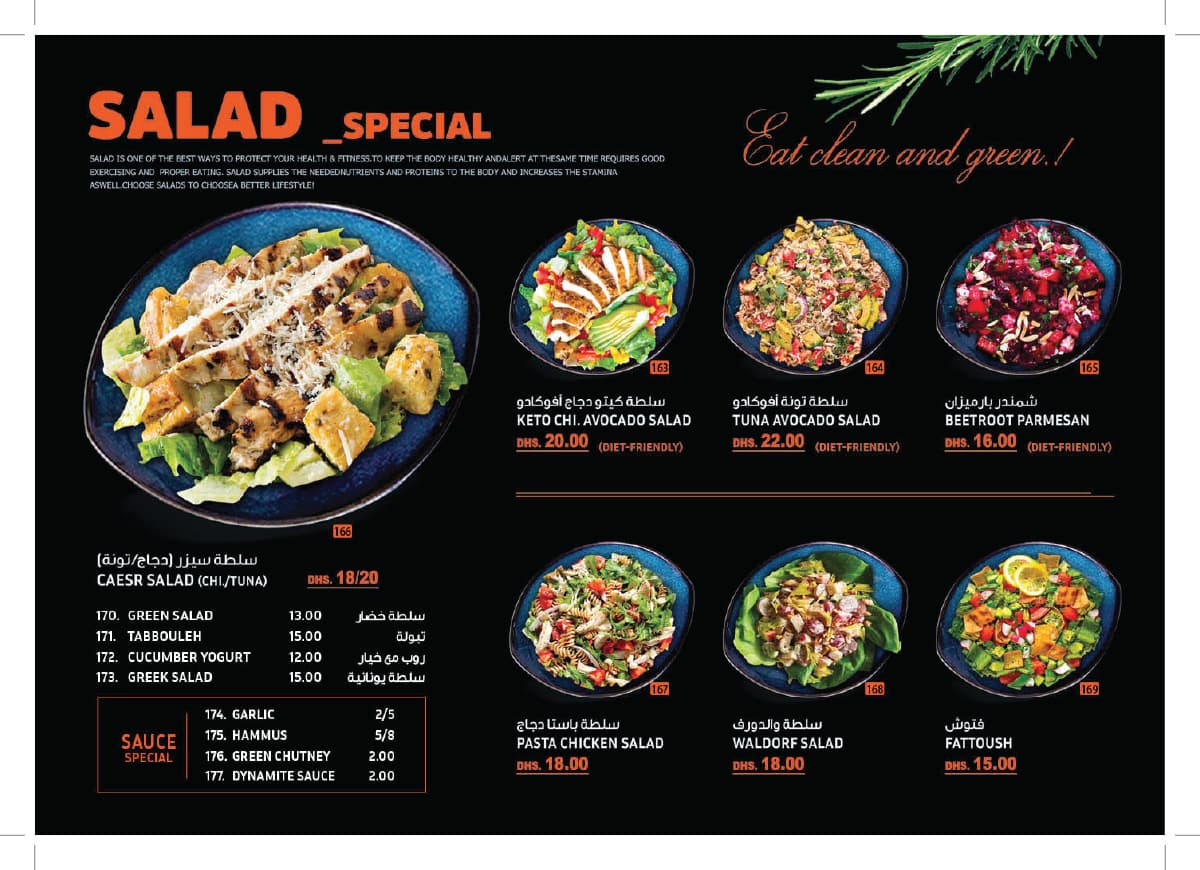 SALAD _SPECIAL
SALAD IS ONE OF THE BEST WAYS TO PROTECT YOUR HEALTH & FITNESS.TO KEEP THE BODY HEALTHY ANDALERT AT THESAME TIME REQUIRES GOOD
EXERCISING AND PROPER EATING. SALAD SUPPLIES THE NEEDEDNUTRIENTS AND PROTEINS TO THE BODY AND INCREASES THE STAMINA
ASWELL.CHOOSE SALADS TO CHOOSEA BETTER LIFESTYLE!
Eat clean and green.!
166
سلطة سيزر (دجاج/تونة)
CAESR SALAD (CHI./TUNA) DHS. 18/20
170. GREEN SALAD 13.00 سلطة خضار
171. TABBOULEH 15.00 تبولة
172. CUCUMBER YOGURT 12.00 روب مع خيار
173. GREEK SALAD 15.00 سلطة يونانية
SAUCE
SPECIAL
174. GARLIC 2/5
175. HAMMUS 5/8
176. GREEN CHUTNEY 2.00
177. DYNAMITE SAUCE 2.00
163
سلطة كيتو دجاج أفوكادو
KETO CHI. AVOCADO SALAD
DHS. 20.00 (DIET-FRIENDLY)
164
سلطة تونة أفوكادو
TUNA AVOCADO SALAD
DHS. 22.00 (DIET-FRIENDLY)
165
شمندر بارميزان
BEETROOT PARMESAN
DHS. 16.00 (DIET-FRIENDLY)
167
سلطة باستا دجاج
PASTA CHICKEN SALAD
DHS. 18.00
168
سلطة والدورف
WALDORF SALAD
DHS. 18.00
169
فتوش
FATTOUSH
DHS. 15.00